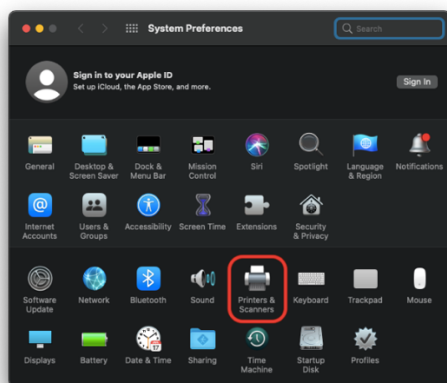 System Preferences
Search
Sign in to your Apple ID
Set up iCloud, the App Store, and more.
Sign In
General
Desktop &
Screen Saver
Dock &
Menu Bar
Mission
Control
Siri
Spotlight
Language
& Region
Notifications
Internet
Accounts
Users &
Groups
Accessibility
Screen Time
Extensions
Security
& Privacy
Software
Update
Network
Bluetooth
Sound
Printers &
Scanners
Keyboard
Trackpad
Mouse
Displays
Battery
Date & Time
Sharing
Time
Machine
Startup
Disk
Profiles